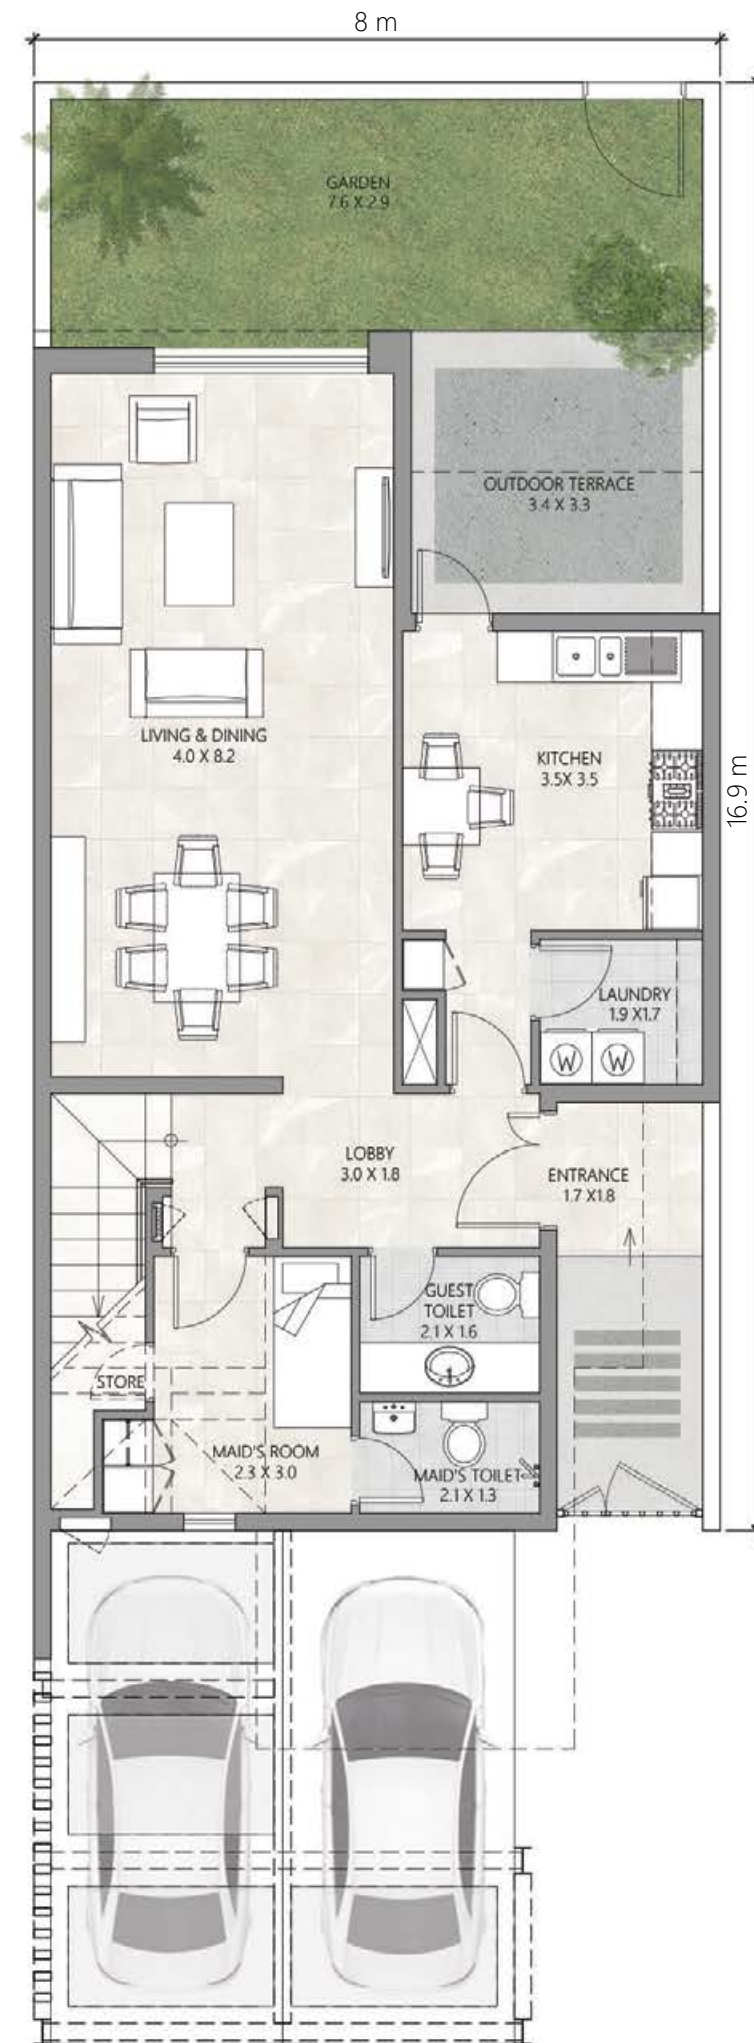 8 m
GARDEN
7.6 X 2.9
OUTDOOR TERRACE
3.4 X 3.3
LIVING & DINING
4.0 X 8.2
KITCHEN
3.5X 3.5
16.9 m
LAUNDRY
1.9 X1.7
W W
LOBBY
3.0 X 1.8
ENTRANCE
1.7 X1.8
GUEST
TOILET
2.1 X 1.6
STORE
MAID'S ROOM
2.3 X 3.0
MAID'S TOILET
2.1 X 1.3